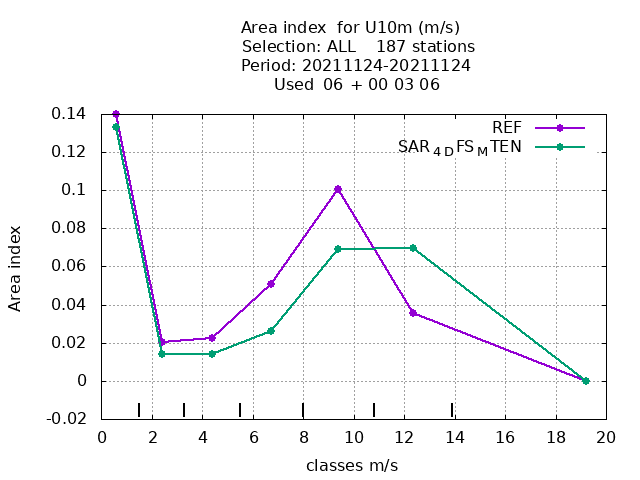 Area index  for U10m (m/s)
Selection: ALL    187 stations
Period: 20211124-20211124
Used  06 + 00 03 06
REF
SAR4DFSMTEN
0.14
0.12
0.1
0.08
0.06
0.04
0.02
0
-0.02
Area index
0 2 4 6 8 10 12 14 16 18 20
classes m/s